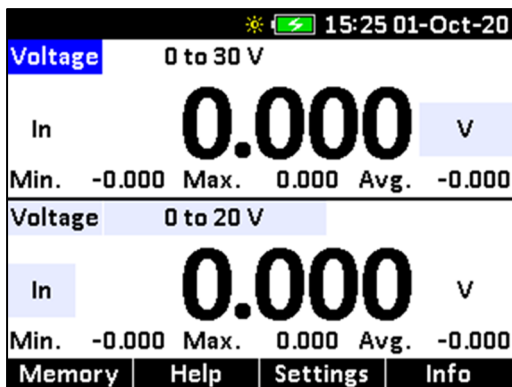 15:25 01-Oct-20
Voltage 0 to 30 V
In 0.000 V
Min. -0.000 Max. 0.000 Avg. -0.000
Voltage 0 to 20 V
In 0.000 V
Min. -0.000 Max. 0.000 Avg. -0.000
Memory Help Settings Info